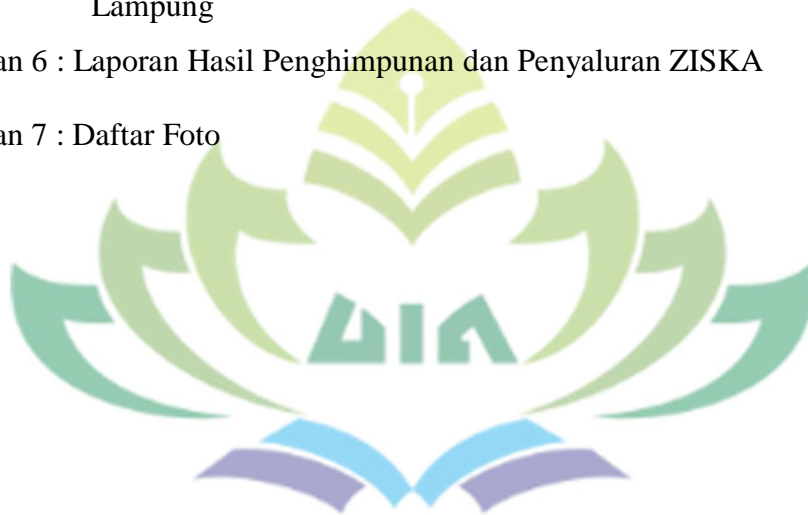 Lampung
an 6 : Laporan Hasil Penghimpunan dan Penyaluran ZISKA
an 7 : Daftar Foto
UIN